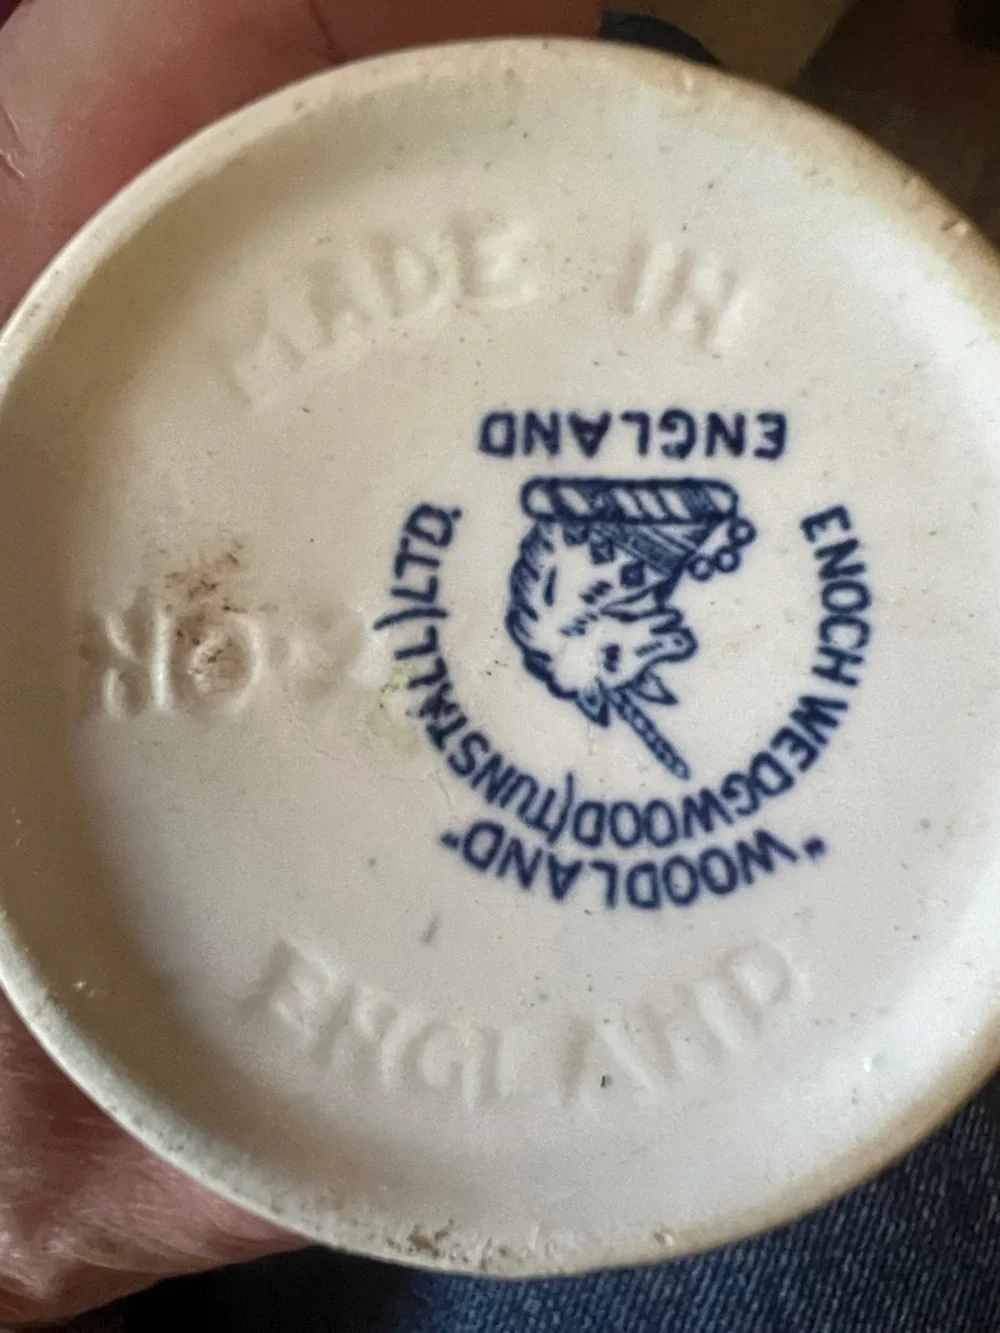 MADE IN
ENGLAND
"WOODLAND"
ENOCH WEDGWOOD (TUNSTALL) LTD.
ENGLAND